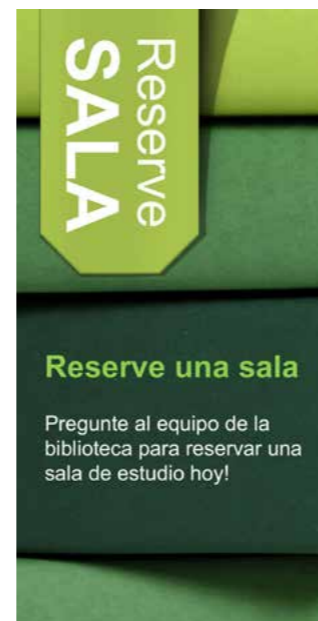 Reserve
SALA
Reserve una sala
Pregunte al equipo de la
biblioteca para reservar una
sala de estudio hoy!